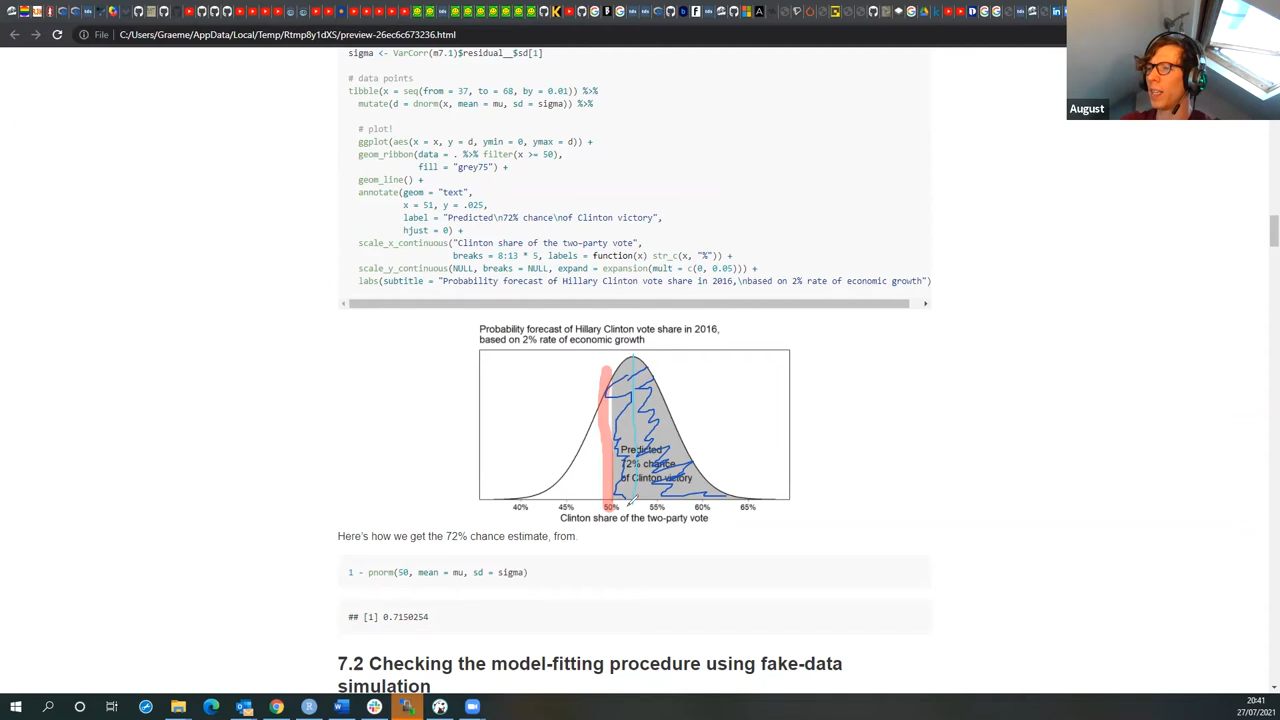 File
C:/Users/Graeme/AppData/Local/Temp/Rtmp8y1dXS/preview-26ec6c673236.html
August
sigma <- VarCorr(m7.1)$residual__$sd[1]
# data points
tibble(x = seq(from = 37, to = 68, by = 0.01)) %>%
mutate(d = dnorm(x, mean = mu, sd = sigma)) %>%
# plot!
ggplot(aes(x = x, y = d, ymin = 0, ymax = d)) +
geom_ribbon(data = . %>% filter(x >= 50),
fill = "grey75") +
geom_line() +
annotate(geom = "text",
x = 51, y = .025,
label = "Predicted\n72% chance\nof Clinton victory",
hjust = 0) +
scale_x_continuous("Clinton share of the two-party vote",
breaks = 8:13 * 5, labels = function(x) str_c(x, "%")) +
scale_y_continuous(NULL, breaks = NULL, expand = expansion(mult = c(0, 0.05))) +
labs(subtitle = "Probability forecast of Hillary Clinton vote share in 2016,\nbased on 2% rate of economic growth")
Probability forecast of Hillary Clinton vote share in 2016,
based on 2% rate of economic growth
Predicted
72% chance
of Clinton victory
40% 45% 50% 55% 60% 65%
Clinton share of the two-party vote
Here's how we get the 72% chance estimate, from.
1 - pnorm(50, mean = mu, sd = sigma)
## [1] 0.7150254
7.2 Checking the model-fitting procedure using fake-data
simulation
20:41
27/07/2021